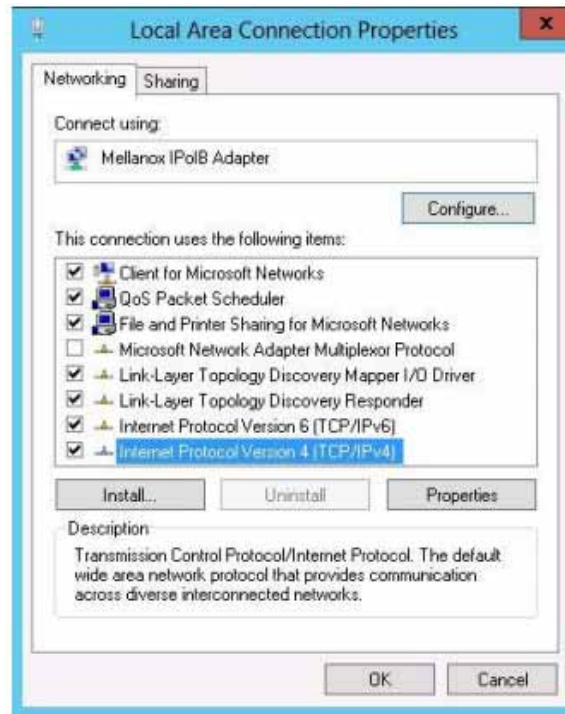 Local Area Connection Properties
x
Networking Sharing
Connect using:
Mellanox IPoIB Adapter
Configure...
This connection uses the following items:
Client for Microsoft Networks
QoS Packet Scheduler
File and Printer Sharing for Microsoft Networks
Microsoft Network Adapter Multiplexor Protocol
Link-Layer Topology Discovery Mapper I/O Driver
Link-Layer Topology Discovery Responder
Internet Protocol Version 6 (TCP/IPv6)
Internet Protocol Version 4 (TCP/IPv4)
Install... Uninstall Properties
Description
Transmission Control Protocol/Internet Protocol. The default
wide area network protocol that provides communication
across diverse interconnected networks.
OK Cancel